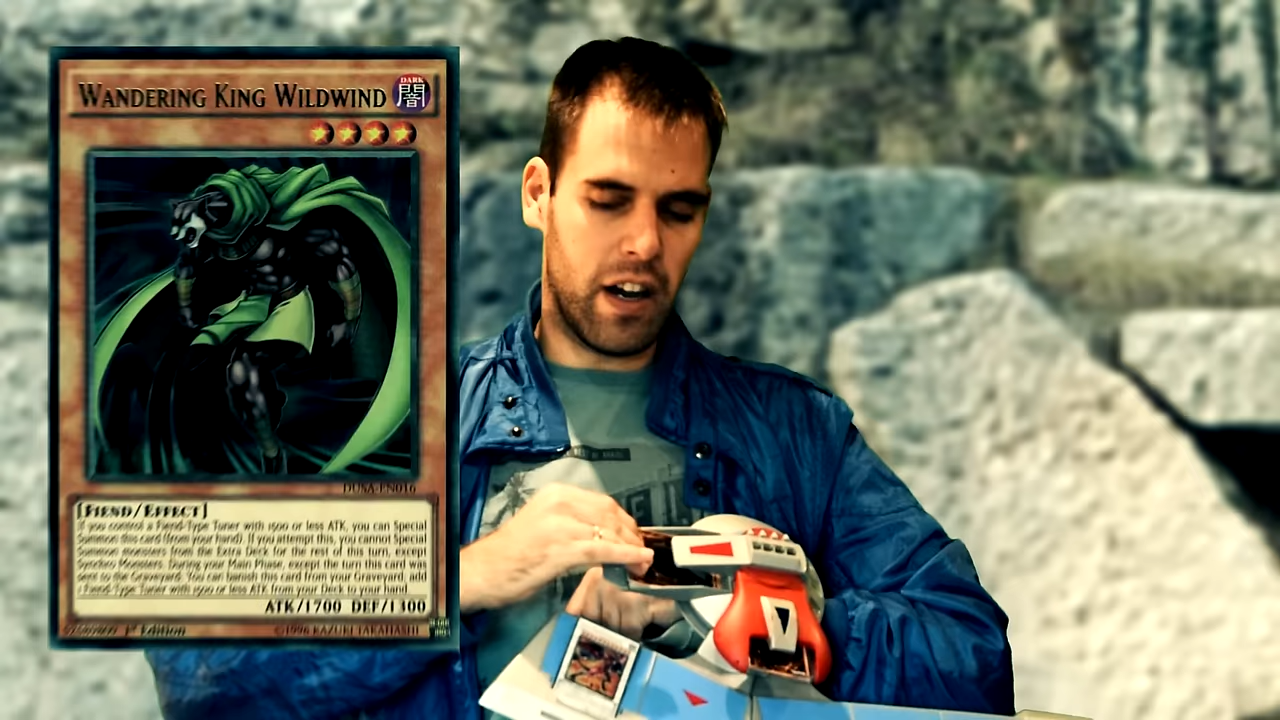 WANDERING KING WILDWIND
DARK
闇
DUSA-EN016
[FIEND/EFFECT]
If you control a Fiend-Type Tuner with 1500 or less ATK, you can Special
Summon this card (from your hand). If you attempt this, you cannot Special
Summon monsters from the Extra Deck for the rest of this turn, except
Synchro Monsters. During your Main Phase, except the turn this card was
sent to the Graveyard: You can banish this card from your Graveyard, add
1 Fiend-Type Tuner with 1500 or less ATK from your Deck to your hand.
ATK/1700 DEF/1300
1st Edition
©1996 KAZUKI TAKAHASHI